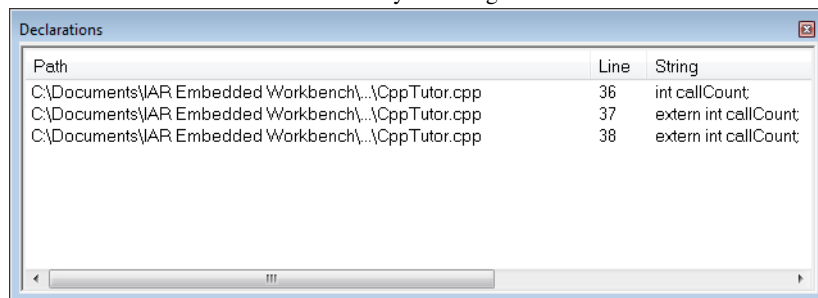 Declarations
Path Line String
C:\Documents\IAR Embedded Workbench\...\CppTutor.cpp 36 int callCount;
C:\Documents\IAR Embedded Workbench\...\CppTutor.cpp 37 extern int callCount;
C:\Documents\IAR Embedded Workbench\...\CppTutor.cpp 38 extern int callCount;